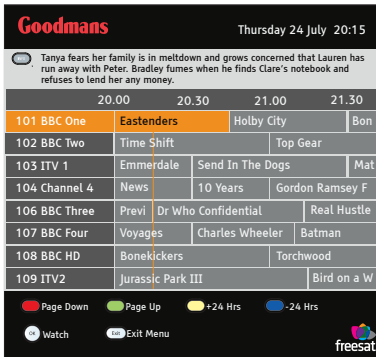 Goodmans
Thursday 24 July 20:15
Tanya fears her family is in meltdown and grows concerned that Lauren has
run away with Peter. Bradley fumes when he finds Clare's notebook and
refuses to lend her any money.
20.00 20.30 21.00 21.30
101 BBC One Eastenders Holby City Bon
102 BBC Two Time Shift Top Gear
103 ITV 1 Emmerdale Send In The Dogs Mat
104 Channel 4 News 10 Years Gordon Ramsey F
106 BBC Three Previ Dr Who Confidential Real Hustle
107 BBC Four Voyages Charles Wheeler Batman
108 BBC HD Bonekickers Torchwood
109 ITV2 Jurassic Park III Bird on a W
Page Down Page Up +24 Hrs -24 Hrs
OK Watch Exit Exit Menu
freesat